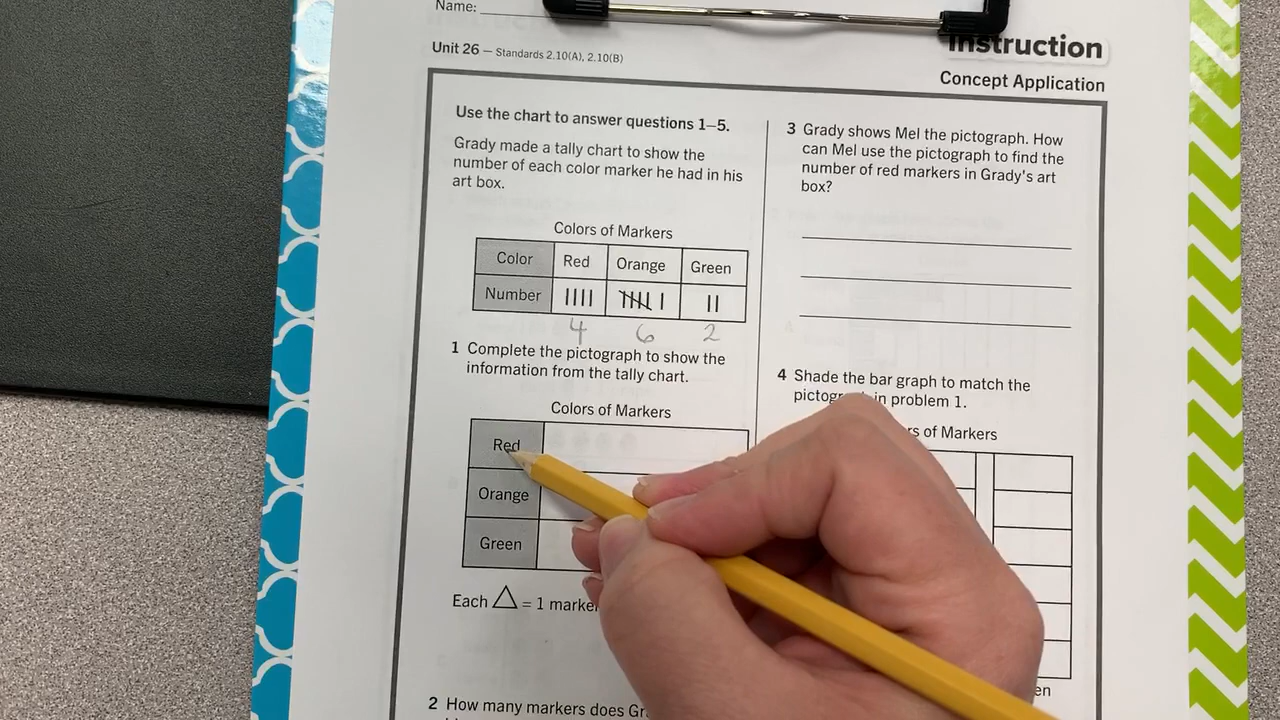 Name:
Instruction
Unit 26 — Standards 2.10(A), 2.10(B)
Concept Application
Use the chart to answer questions 1–5.
Grady made a tally chart to show the
number of each color marker he had in his
art box.
Colors of Markers
Color Red Orange Green
Number
4 6 2
1 Complete the pictograph to show the
information from the tally chart.
Colors of Markers
Red
Orange
Green
Each △ = 1 marker
2 How many markers does
3 Grady shows Mel the pictograph. How
can Mel use the pictograph to find the
number of red markers in Grady's art
box?
4 Shade the bar graph to match the
in problem 1.
of Markers